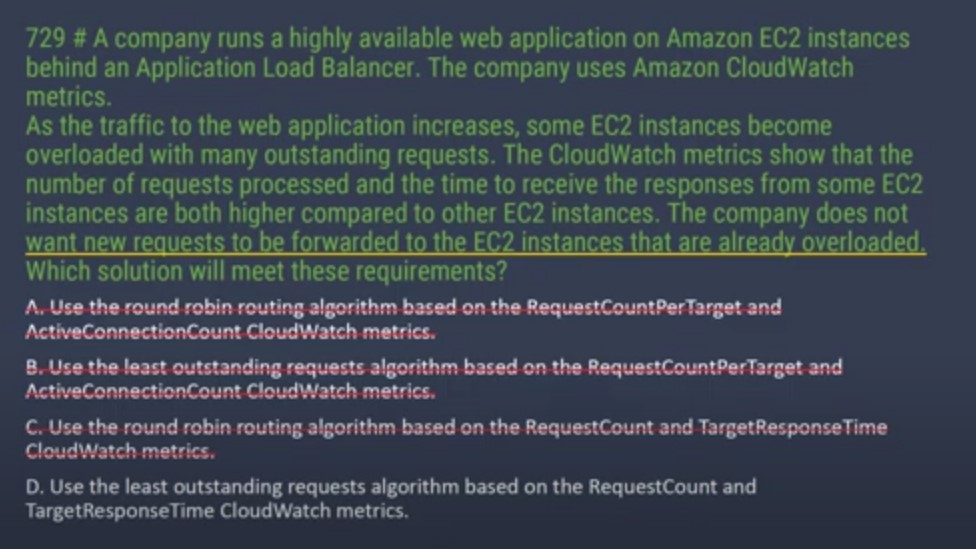 729 # A company runs a highly available web application on Amazon EC2 instances
behind an Application Load Balancer. The company uses Amazon CloudWatch
metrics.
As the traffic to the web application increases, some EC2 instances become
overloaded with many outstanding requests. The CloudWatch metrics show that the
number of requests processed and the time to receive the responses from some EC2
instances are both higher compared to other EC2 instances. The company does not
want new requests to be forwarded to the EC2 instances that are already overloaded.
Which solution will meet these requirements?
A. Use the round robin routing algorithm based on the RequestCountPerTarget and
ActiveConnectionCount CloudWatch metrics.
B. Use the least outstanding requests algorithm based on the RequestCountPerTarget and
ActiveConnectionCount CloudWatch metrics.
C. Use the round robin routing algorithm based on the RequestCount and TargetResponseTime
CloudWatch metrics.
D. Use the least outstanding requests algorithm based on the RequestCount and
TargetResponseTime CloudWatch metrics.